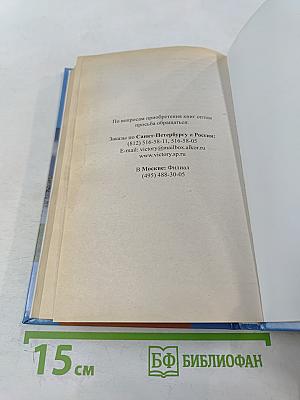 По вопросам приобретения книг оптом
просьба обращаться:
Заказы по Санкт-Петербургу и России:
(812) 516-58-11, 516-58-05
E-mail: victory@mailbox.alkor.ru
www.victory.sp.ru
В Москве: Филиал
(495) 488-30-05
15 см
БФ БИБЛИОФАН